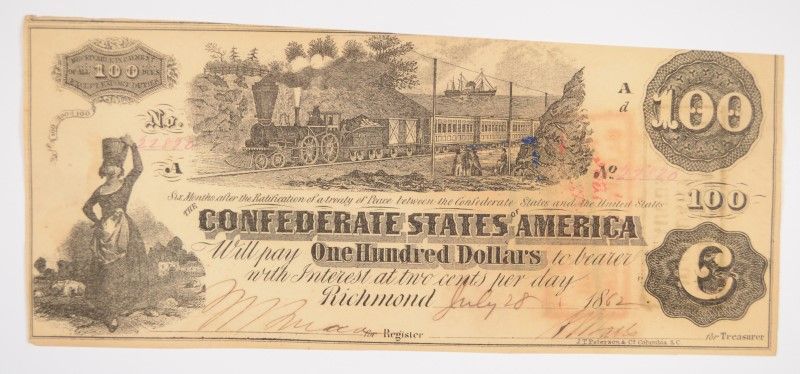 100
No.
A
A
d
100
No
Six Months after the Ratification of a treaty of Peace between the Confederate States and the United States
100
THE CONFEDERATE STATES OF AMERICA
Will pay One Hundred Dollars to bearer
with Interest at two cents per day
C
Richmond July 28 1862
for Register
for Treasurer
J.T. Paterson & Co. Columbia S.C.